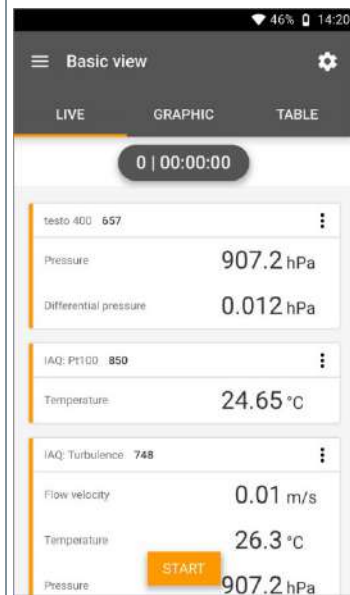 46% 14:20
Basic view
LIVE GRAPHIC TABLE
0 | 00:00:00
testo 400 657
Pressure 907.2 hPa
Differential pressure 0.012 hPa
IAQ: Pt100 850
Temperature 24.65 °C
IAQ: Turbulence 748
Flow velocity 0.01 m/s
Temperature 26.3 °C
START
Pressure 907.2 hPa